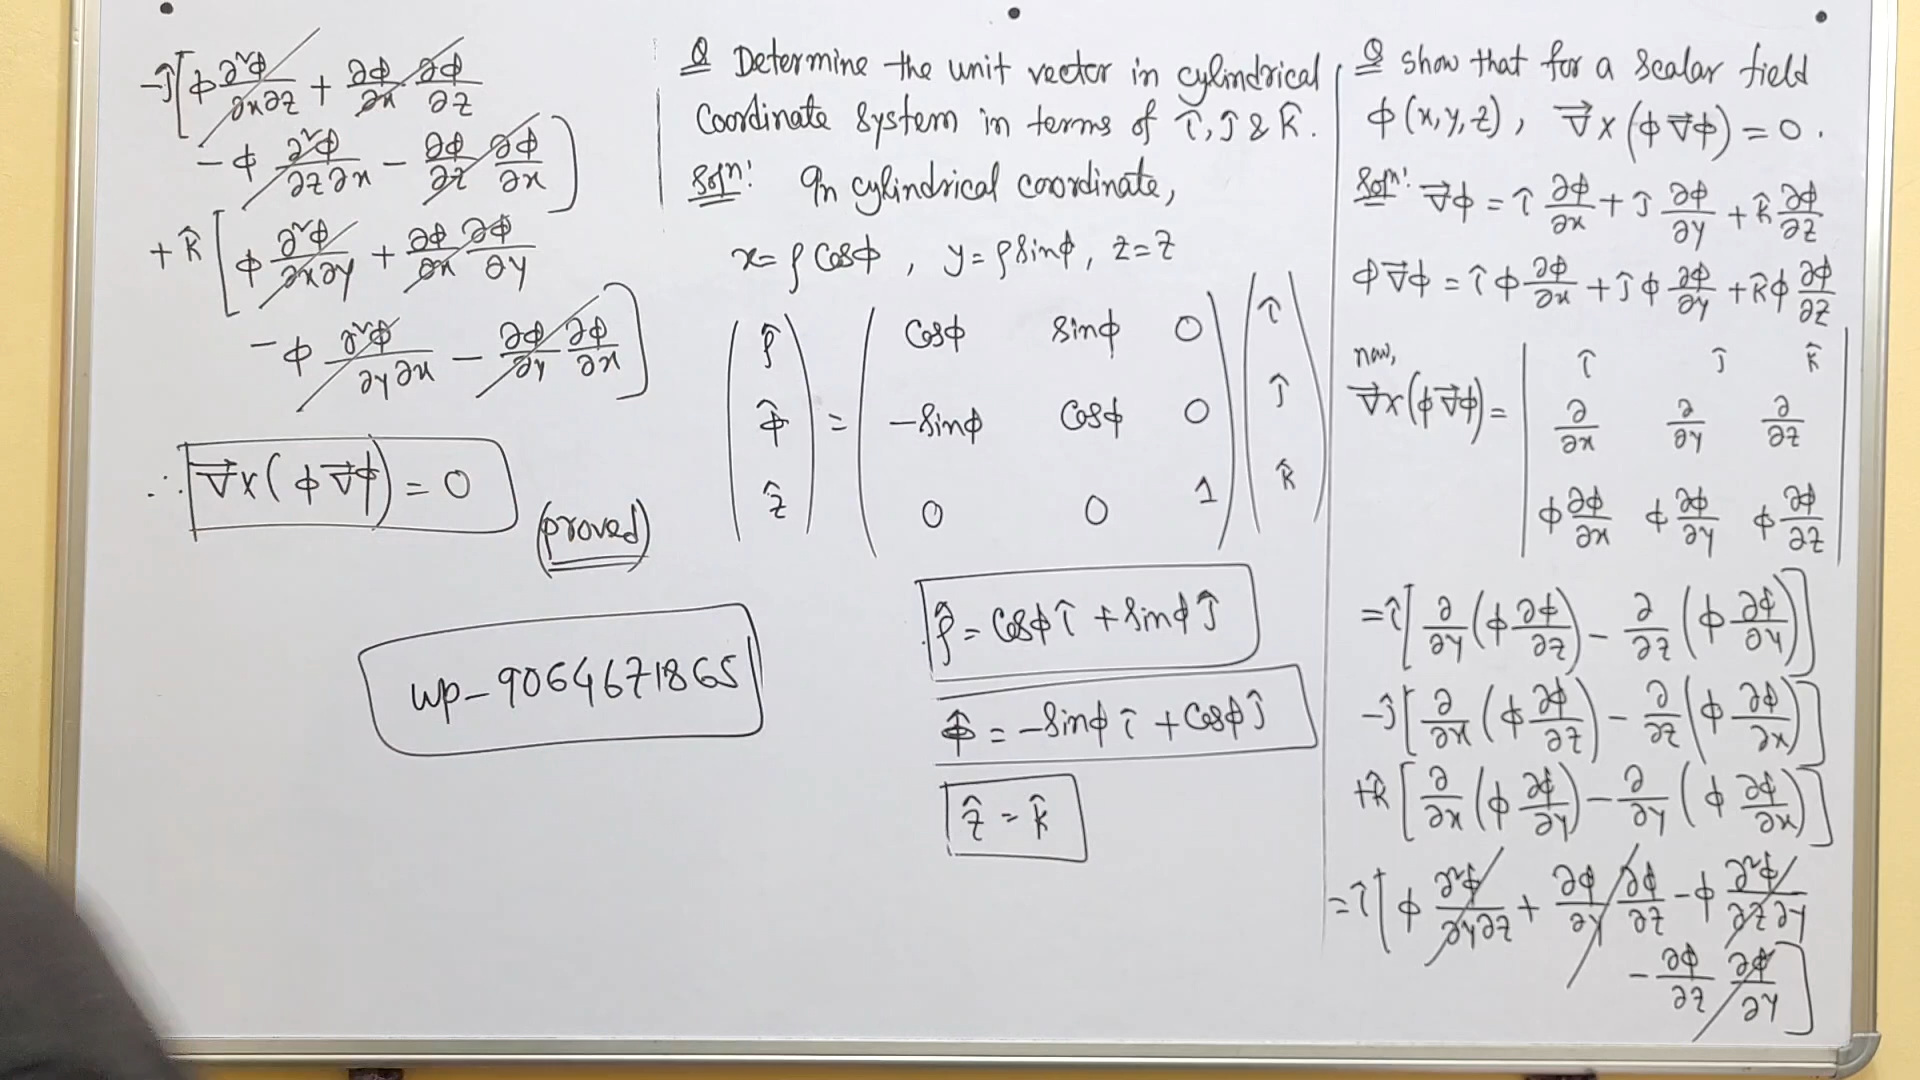 -ĵ[ϕ ∂²ϕ/∂x∂z + ∂ϕ/∂x ∂ϕ/∂z
- ϕ ∂²ϕ/∂z∂x - ∂ϕ/∂z ∂ϕ/∂x]
+ k̂[ϕ ∂²ϕ/∂x∂y + ∂ϕ/∂x ∂ϕ/∂y
- ϕ ∂²ϕ/∂y∂x - ∂ϕ/∂y ∂ϕ/∂x]
∴ ∇⃗×(ϕ∇⃗ϕ) = 0
(proved)
wp-9064671865
Q Determine the unit vector in cylindrical
Coordinate system in terms of î, ĵ & k̂.
Solⁿ: In cylindrical coordinate,
x=ρ Cosϕ, y=ρ Sinϕ, z=z
(ρ̂ (Cosϕ Sinϕ 0) (î
ϕ̂ = -Sinϕ Cosϕ 0 ĵ
ẑ) (0 0 1) k̂)
ρ̂ = Cosϕ î + Sinϕ ĵ
ϕ̂ = -Sinϕ î + Cosϕ ĵ
ẑ = k̂
Q Show that for a Scalar field
ϕ(x,y,z), ∇⃗×(ϕ∇⃗ϕ) = 0.
Solⁿ: ∇⃗ϕ = î ∂ϕ/∂x + ĵ ∂ϕ/∂y + k̂ ∂ϕ/∂z
ϕ∇⃗ϕ = îϕ ∂ϕ/∂x + ĵϕ ∂ϕ/∂y + k̂ϕ ∂ϕ/∂z
now,
∇⃗×(ϕ∇⃗ϕ) = | î ĵ k̂
∂/∂x ∂/∂y ∂/∂z
ϕ ∂ϕ/∂x ϕ ∂ϕ/∂y ϕ ∂ϕ/∂z |
= î[∂/∂y(ϕ ∂ϕ/∂z) - ∂/∂z(ϕ ∂ϕ/∂y)]
-ĵ[∂/∂x(ϕ ∂ϕ/∂z) - ∂/∂z(ϕ ∂ϕ/∂x)]
+k̂[∂/∂x(ϕ ∂ϕ/∂y) - ∂/∂y(ϕ ∂ϕ/∂x)]
= î[ϕ ∂²ϕ/∂y∂z + ∂ϕ/∂y ∂ϕ/∂z - ϕ ∂²ϕ/∂z∂y
- ∂ϕ/∂z ∂ϕ/∂y]